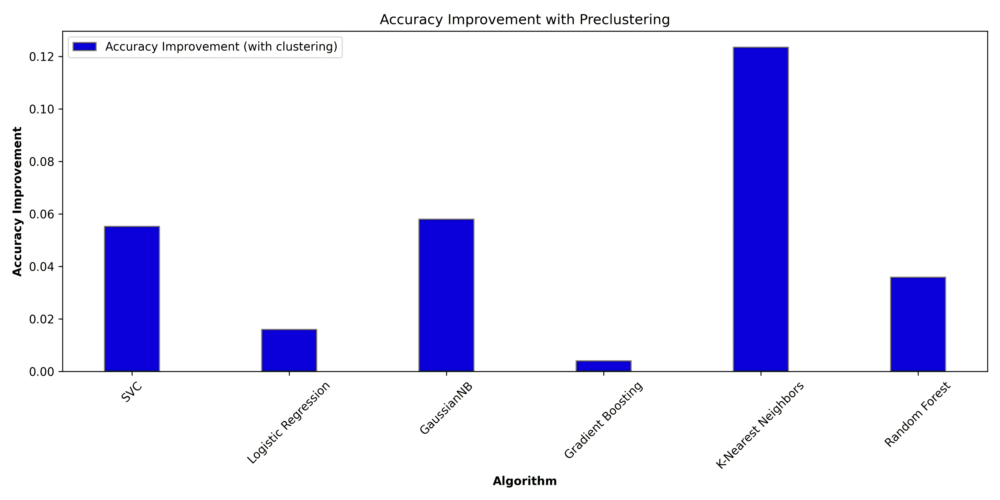 Accuracy Improvement with Preclustering
Accuracy Improvement (with clustering)
Accuracy Improvement
0.12
0.10
0.08
0.06
0.04
0.02
0.00
SVC
Logistic Regression
GaussianNB
Gradient Boosting
K-Nearest Neighbors
Random Forest
Algorithm